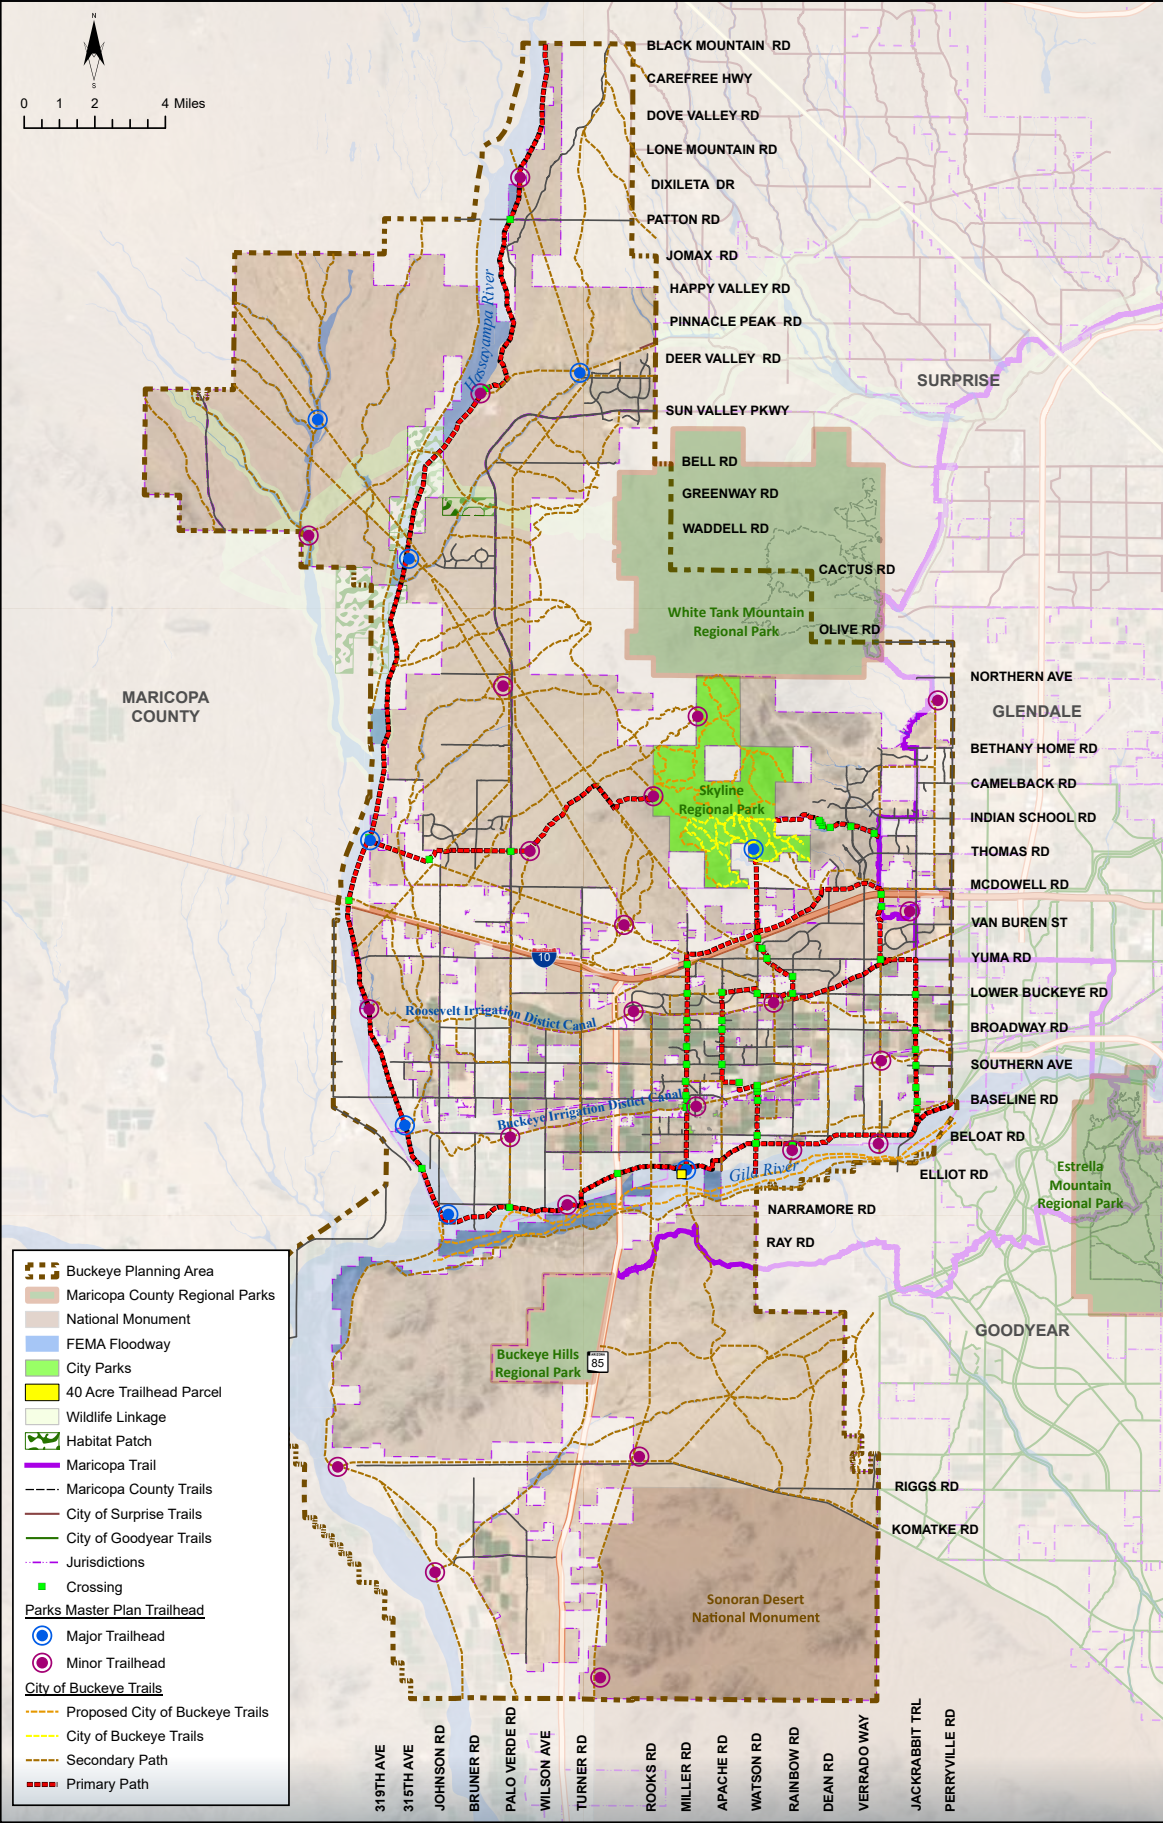 N
S
0 1 2 4 Miles
BLACK MOUNTAIN RD
CAREFREE HWY
DOVE VALLEY RD
LONE MOUNTAIN RD
DIXILETA DR
PATTON RD
JOMAX RD
HAPPY VALLEY RD
PINNACLE PEAK RD
DEER VALLEY RD
SUN VALLEY PKWY
BELL RD
GREENWAY RD
WADDELL RD
CACTUS RD
OLIVE RD
Hassayampa River
SURPRISE
White Tank Mountain
Regional Park
MARICOPA
COUNTY
NORTHERN AVE
GLENDALE
BETHANY HOME RD
CAMELBACK RD
INDIAN SCHOOL RD
THOMAS RD
MCDOWELL RD
VAN BUREN ST
YUMA RD
LOWER BUCKEYE RD
BROADWAY RD
SOUTHERN AVE
BASELINE RD
BELOAT RD
ELLIOT RD
NARRAMORE RD
RAY RD
Skyline
Regional Park
10
Roosevelt Irrigation Distict Canal
Buckeye Irrigation Distict Canal
Gila River
Estrella
Mountain
Regional Park
GOODYEAR
Buckeye Hills
Regional Park
ARIZONA
85
RIGGS RD
KOMATKE RD
Sonoran Desert
National Monument
Buckeye Planning Area
Maricopa County Regional Parks
National Monument
FEMA Floodway
City Parks
40 Acre Trailhead Parcel
Wildlife Linkage
Habitat Patch
Maricopa Trail
Maricopa County Trails
City of Surprise Trails
City of Goodyear Trails
Jurisdictions
Crossing
Parks Master Plan Trailhead
Major Trailhead
Minor Trailhead
City of Buckeye Trails
Proposed City of Buckeye Trails
City of Buckeye Trails
Secondary Path
Primary Path
319TH AVE
315TH AVE
JOHNSON RD
BRUNER RD
PALO VERDE RD
WILSON AVE
TURNER RD
ROOKS RD
MILLER RD
APACHE RD
WATSON RD
RAINBOW RD
DEAN RD
VERRADO WAY
JACKRABBIT TRL
PERRYVILLE RD